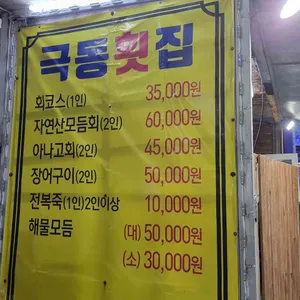 극동횟집
회코스(1인) 35,000원
자연산모듬회(2인) 60,000원
아나고회(2인) 45,000원
장어구이(2인) 50,000원
전복죽(1인)2인이상 10,000원
해물모듬 (대) 50,000원
(소) 30,000원